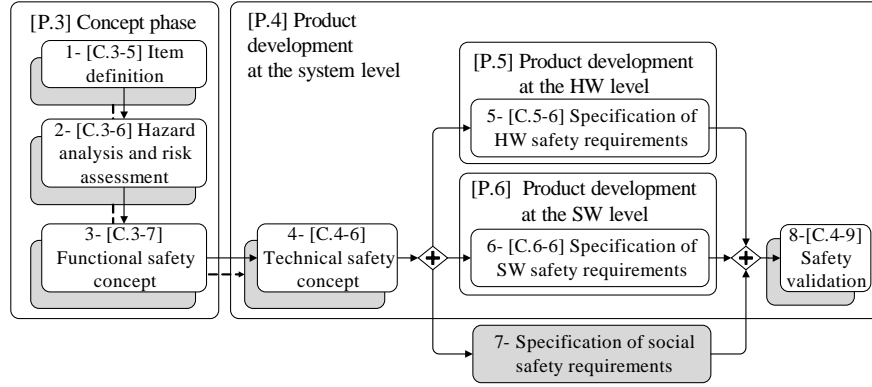 [P.3] Concept phase
1- [C.3-5] Item
definition
2- [C.3-6] Hazard
analysis and risk
assessment
3- [C.3-7]
Functional safety
concept
[P.4] Product
development
at the system level
4- [C.4-6]
Technical safety
concept
[P.5] Product development
at the HW level
5- [C.5-6] Specification of
HW safety requirements
[P.6] Product development
at the SW level
6- [C.6-6] Specification of
SW safety requirements
7- Specification of social
safety requirements
8-[C.4-9]
Safety
validation